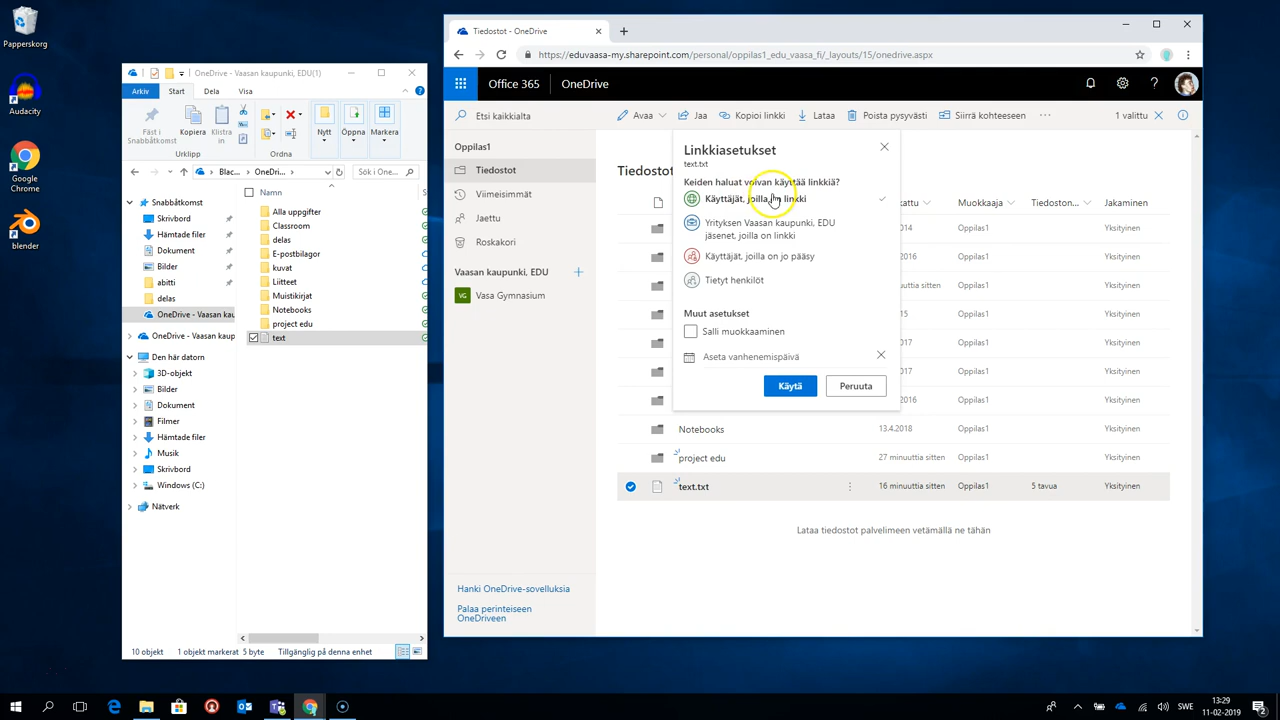 Papperskorg
Audacity
Google
Chrome
blender
OneDrive - Vaasan kaupunki, EDU(1)
Arkiv
Start
Dela
Visa
Fäst i
Snabbåtkomst
Kopiera
Klistra
in
Urklipp
Ordna
Nytt
Öppna
Markera
Blac...
OneDri...
Sök i One...
Snabbåtkomst
Skrivbord
Hämtade filer
Dokument
Bilder
abitti
delas
OneDrive - Vasaan kau
OneDrive - Vaasan kaup
Den här datorn
3D-objekt
Bilder
Dokument
Filmer
Hämtade filer
Musik
Skrivbord
Windows (C:)
Nätverk
Namn
Alla uppgifter
Classroom
delas
E-postbilagor
kuvat
Liitteet
Muistikirjat
Notebooks
project edu
text
10 objekt
1 objekt markerat 5 byte
Tillgänglig på denna enhet
Tiedostot - OneDrive
https://eduvaasa-my.sharepoint.com/personal/oppilas1_edu_vaasa_fi/_layouts/15/onedrive.aspx
Office 365
OneDrive
Etsi kaikkialta
Avaa
Jaa
Kopioi linkki
Lataa
Poista pysyvästi
Siirrä kohteeseen
1 valittu
Oppilas1
Tiedostot
Viimeisimmät
Jaettu
Roskakori
Vaasan kaupunki, EDU
VG
Vasa Gymnasium
Hanki OneDrive-sovelluksia
Palaa perinteiseen
OneDriveen
Tiedostot
Linkkiasetukset
text.txt
Keiden haluat voivan käyttää linkkiä?
Käyttäjät, joilla on linkki
Yrityksen Vaasan kaupunki, EDU
jäsenet, joilla on linkki
Käyttäjät, joilla on jo pääsy
Tietyt henkilöt
Muut asetukset
Salli muokkaaminen
Aseta vanhenemispäivä
Käytä
Peruuta
Muokkaaja
Tiedoston...
Jakaminen
Oppilas1
Yksityinen
Oppilas1
Yksityinen
Oppilas1
Yksityinen
Oppilas1
Yksityinen
Oppilas1
Yksityinen
Oppilas1
Yksityinen
Oppilas1
Yksityinen
Notebooks
13.4.2018
Oppilas1
Yksityinen
project edu
27 minuuttia sitten
Oppilas1
Yksityinen
text.txt
16 minuuttia sitten
Oppilas1
5 tavua
Yksityinen
Lataa tiedostot palvelimeen vetämällä ne tähän
SWE
13:29
11-02-2019
2